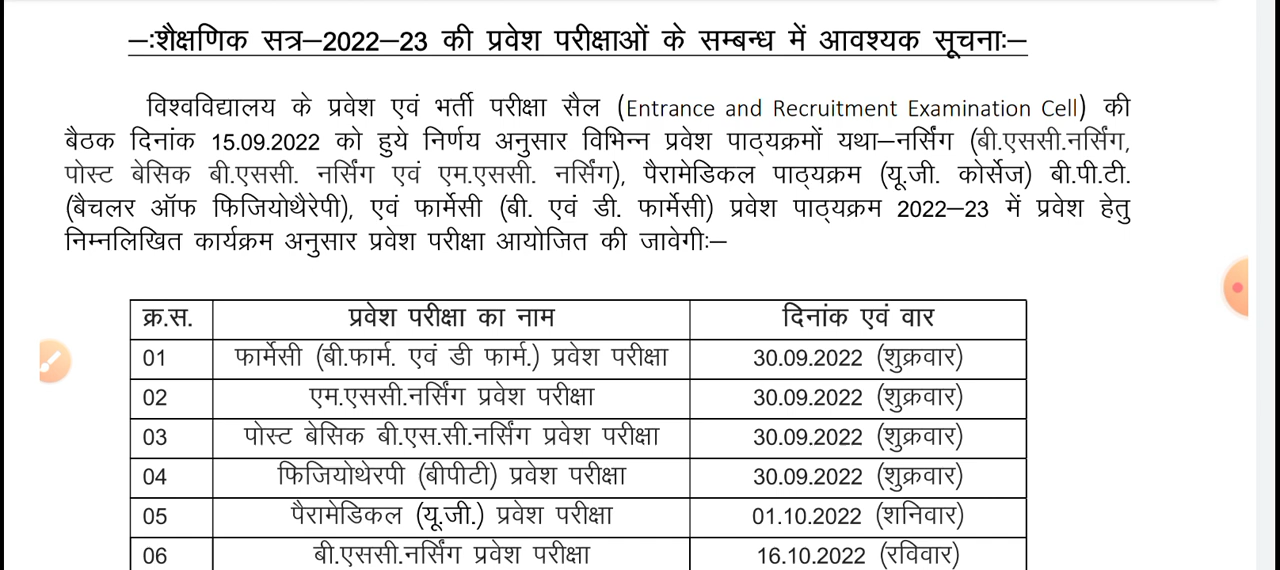 —:शैक्षणिक सत्र—2022—23 की प्रवेश परीक्षाओं के सम्बन्ध में आवश्यक सूचनाः—
विश्वविद्यालय के प्रवेश एवं भर्ती परीक्षा सैल (Entrance and Recruitment Examination Cell) की
बैठक दिनांक 15.09.2022 को हुये निर्णय अनुसार विभिन्न प्रवेश पाठ्यक्रमों यथा—नर्सिंग (बी.एससी.नर्सिंग,
पोस्ट बेसिक बी.एससी. नर्सिंग एवं एम.एससी. नर्सिंग), पैरामेडिकल पाठ्यक्रम (यू.जी. कोर्सेज) बी.पी.टी.
(बैचलर ऑफ फिजियोथैरेपी), एवं फार्मेसी (बी. एवं डी. फार्मेसी) प्रवेश पाठ्यक्रम 2022—23 में प्रवेश हेतु
निम्नलिखित कार्यक्रम अनुसार प्रवेश परीक्षा आयोजित की जावेगीः—
क्र.स. प्रवेश परीक्षा का नाम दिनांक एवं वार
01 फार्मेसी (बी.फार्म. एवं डी फार्म.) प्रवेश परीक्षा 30.09.2022 (शुक्रवार)
02 एम.एससी.नर्सिंग प्रवेश परीक्षा 30.09.2022 (शुक्रवार)
03 पोस्ट बेसिक बी.एस.सी.नर्सिंग प्रवेश परीक्षा 30.09.2022 (शुक्रवार)
04 फिजियोथेरपी (बीपीटी) प्रवेश परीक्षा 30.09.2022 (शुक्रवार)
05 पैरामेडिकल (यू.जी.) प्रवेश परीक्षा 01.10.2022 (शनिवार)
06 बी.एससी.नर्सिंग प्रवेश परीक्षा 16.10.2022 (रविवार)